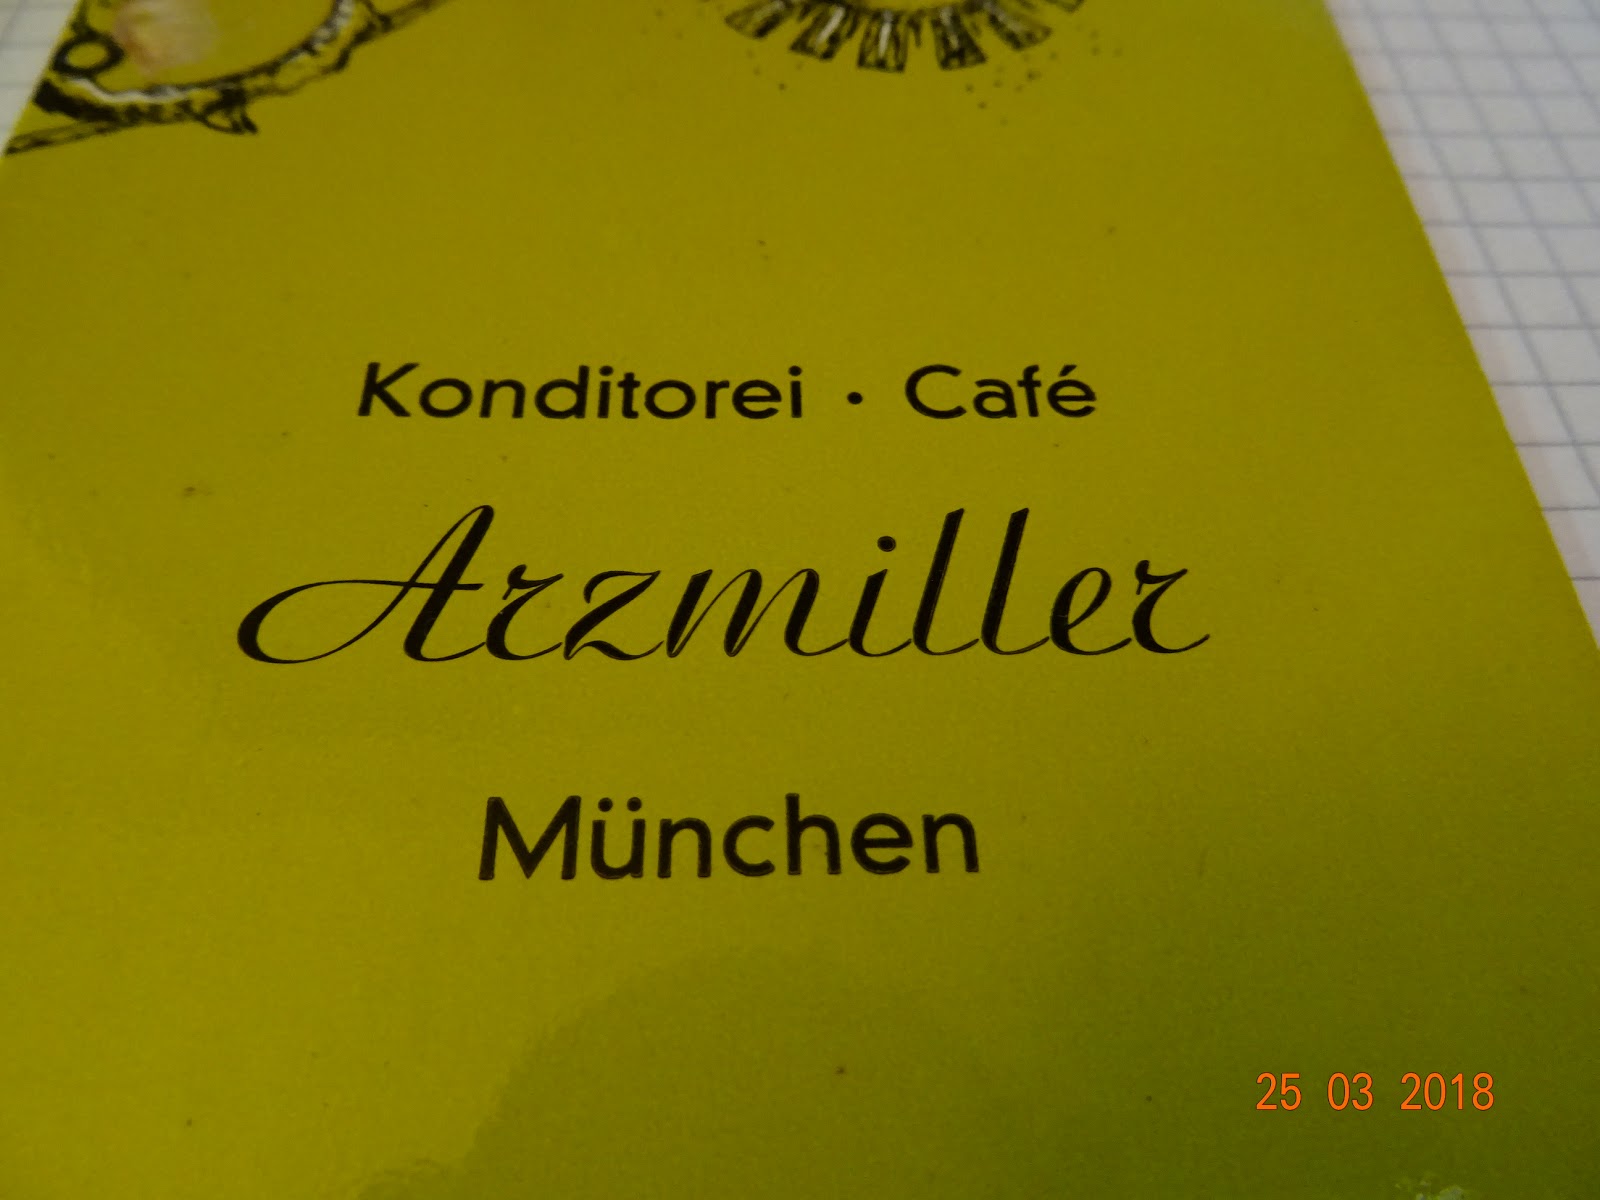 Konditorei · Café
Arzmiller
München
25 03 2018